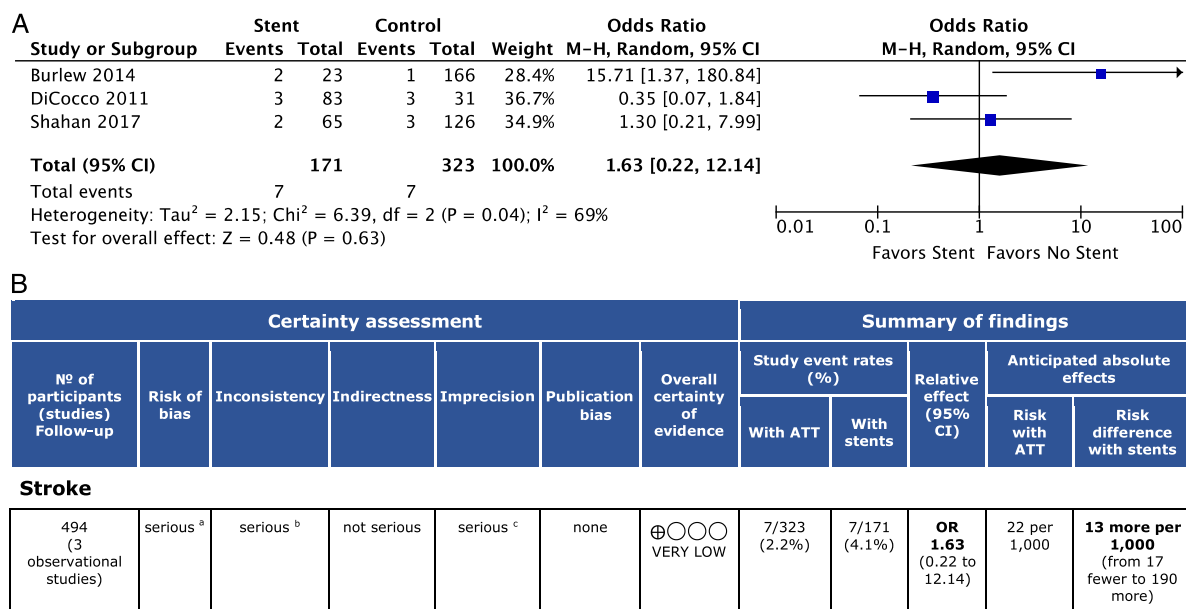 A
Stent Control Odds Ratio Odds Ratio
Study or Subgroup Events Total Events Total Weight M-H, Random, 95% CI M-H, Random, 95% CI
Burlew 2014 2 23 1 166 28.4% 15.71 [1.37, 180.84]
DiCocco 2011 3 83 3 31 36.7% 0.35 [0.07, 1.84]
Shahan 2017 2 65 3 126 34.9% 1.30 [0.21, 7.99]
Total (95% CI) 171 323 100.0% 1.63 [0.22, 12.14]
Total events 7 7
Heterogeneity: Tau² = 2.15; Chi² = 6.39, df = 2 (P = 0.04); I² = 69%
Test for overall effect: Z = 0.48 (P = 0.63)
0.01 0.1 1 10 100
Favors Stent Favors No Stent
B
Certainty assessment
Summary of findings
№ of
participants
(studies)
Follow-up
Risk of
bias
Inconsistency
Indirectness
Imprecision
Publication
bias
Overall
certainty
of
evidence
Study event rates
(%)
With ATT
With
stents
Relative
effect
(95%
CI)
Anticipated absolute
effects
Risk
with
ATT
Risk
difference
with stents
Stroke
494
(3
observational
studies)
serious ᵃ
serious ᵇ
not serious
serious ᶜ
none
⊕◯◯◯
VERY LOW
7/323
(2.2%)
7/171
(4.1%)
OR
1.63
(0.22 to
12.14)
22 per
1,000
13 more per
1,000
(from 17
fewer to 190
more)